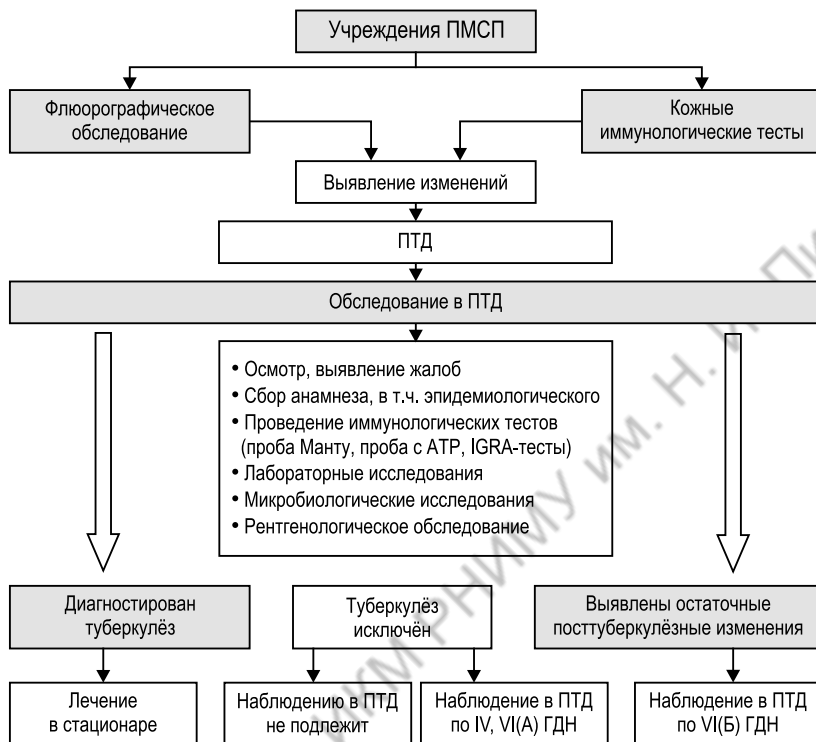 Учреждения ПМСП
Флюорографическое
обследование
Кожные
иммунологические тесты
Выявление изменений
ПТД
Обследование в ПТД
• Осмотр, выявление жалоб
• Сбор анамнеза, в т.ч. эпидемиологического
• Проведение иммунологических тестов
(проба Манту, проба с АТР, IGRA-тесты)
• Лабораторные исследования
• Микробиологические исследования
• Рентгенологическое обследование
Диагностирован
туберкулёз
Туберкулёз
исключён
Выявлены остаточные
посттуберкулёзные изменения
Лечение
в стационаре
Наблюдению в ПТД
не подлежит
Наблюдение в ПТД
по IV, VI(А) ГДН
Наблюдение в ПТД
по VI(Б) ГДН
ИКМ РНИМУ им. Н. И.